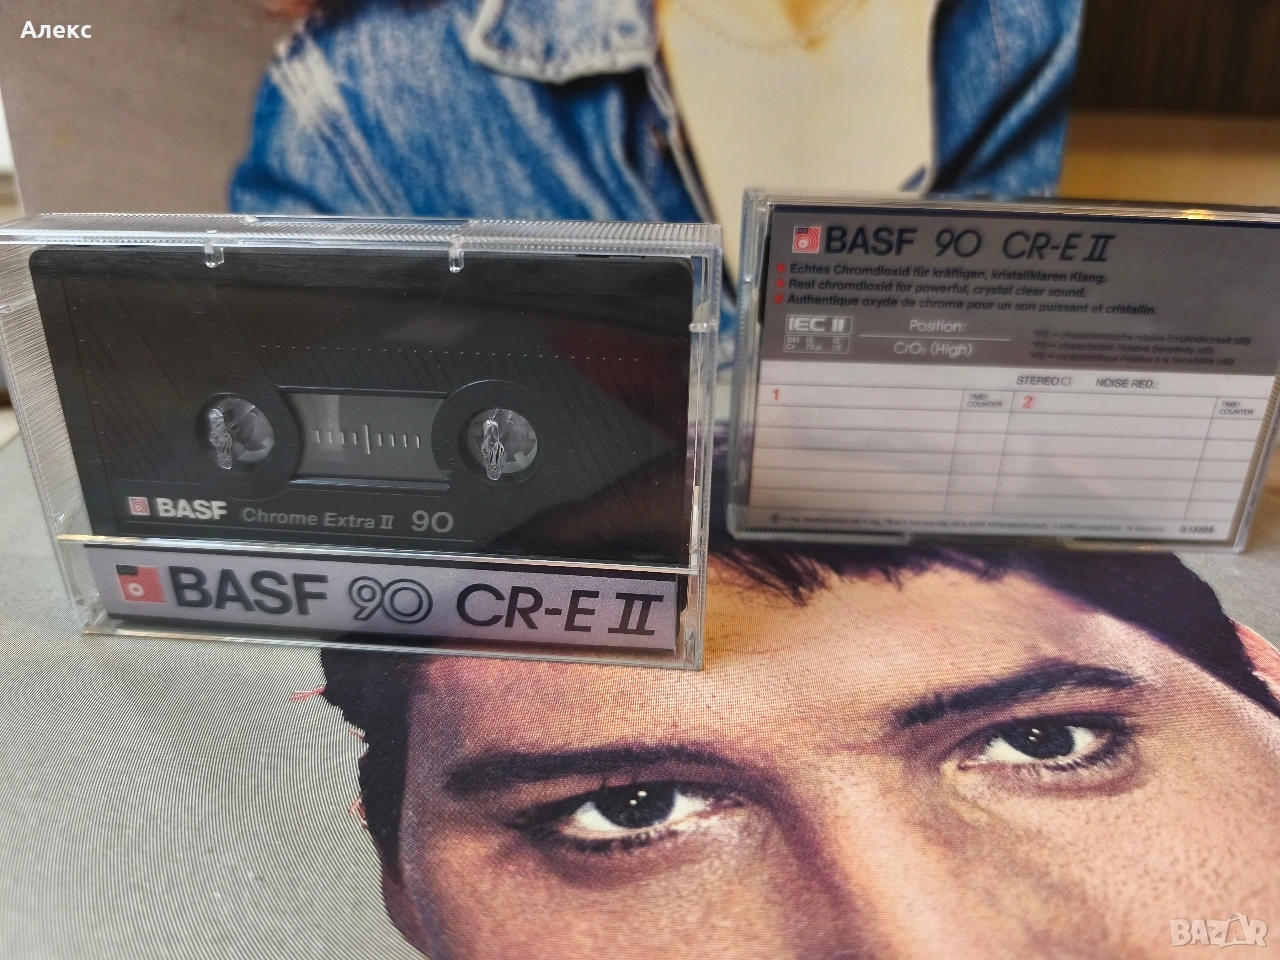 Алекс
BASF 90 CR-E II
Echtes Chromdioxid für kräftigen, kristallklaren Klang.
Real chromdioxid for powerful, crystal clear sound.
Authentique oxyde de chrome pour un son puissant et cristallin.
IEC II
Position:
CrO₂ (High)
STEREO NOISE RED.:
1 TIME/COUNTER 2 TIME/COUNTER
BASF Chrome Extra II 90
BASF 90 CR-E II
BAZAR